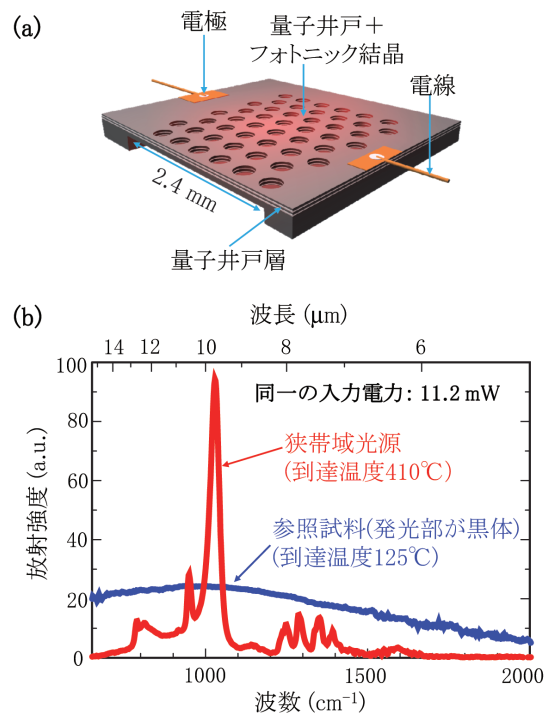 (a)
電極
量子井戸＋
フォトニック結晶
電線
2.4 mm
量子井戸層
(b)
波長 (μm)
14 12 10 8 6
100
80
60
40
20
0
放射強度 (a.u.)
同一の入力電力: 11.2 mW
狭帯域光源
(到達温度410℃)
参照試料(発光部が黒体)
(到達温度125℃)
1000 1500 2000
波数 (cm⁻¹)